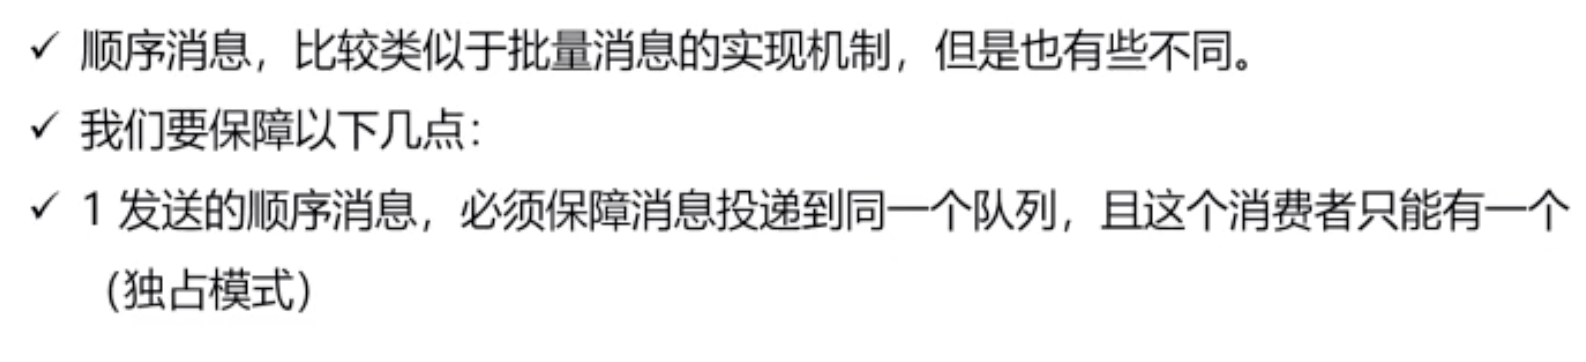 ✓ 顺序消息，比较类似于批量消息的实现机制，但是也有些不同。
✓ 我们要保障以下几点：
✓ 1 发送的顺序消息，必须保障消息投递到同一个队列，且这个消费者只能有一个
（独占模式）